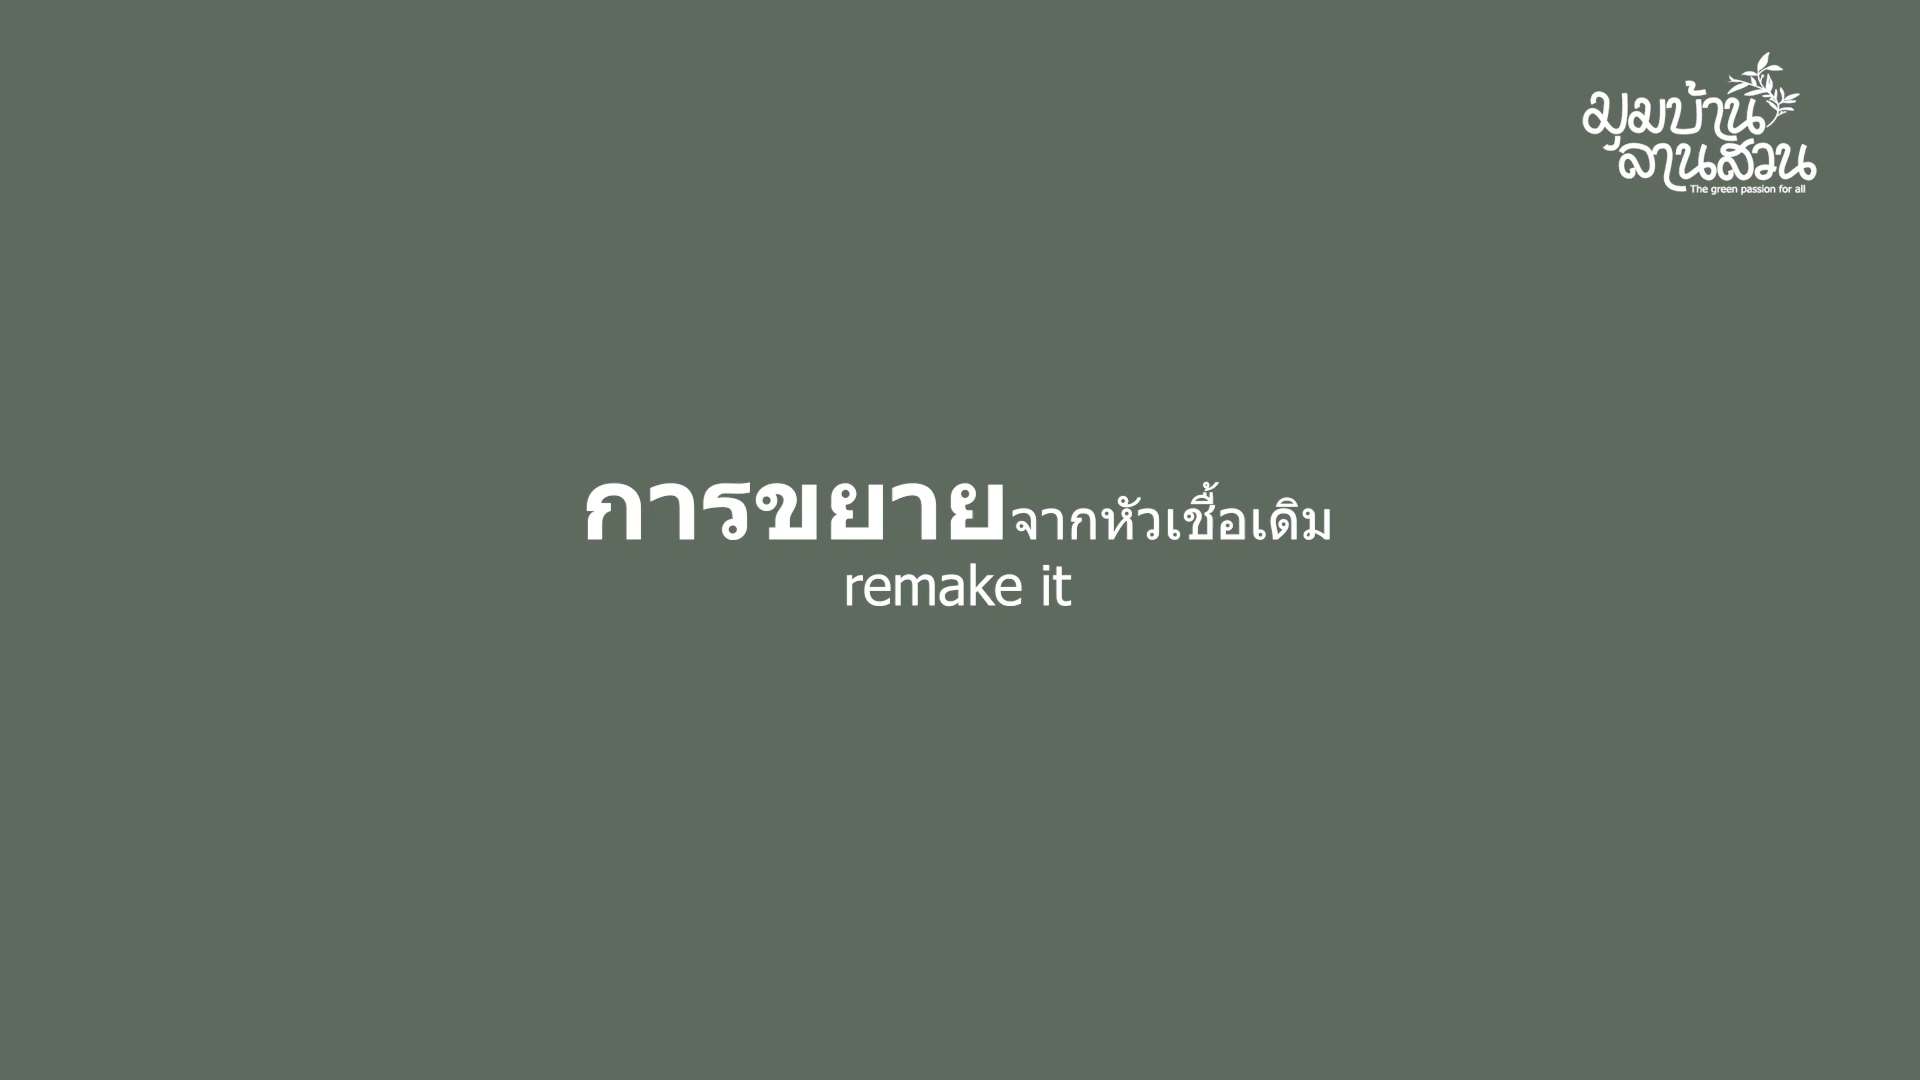 มุมบ้าน
ลานสวน
The green passion for all
การขยายจากหัวเชื้อเดิม
remake it